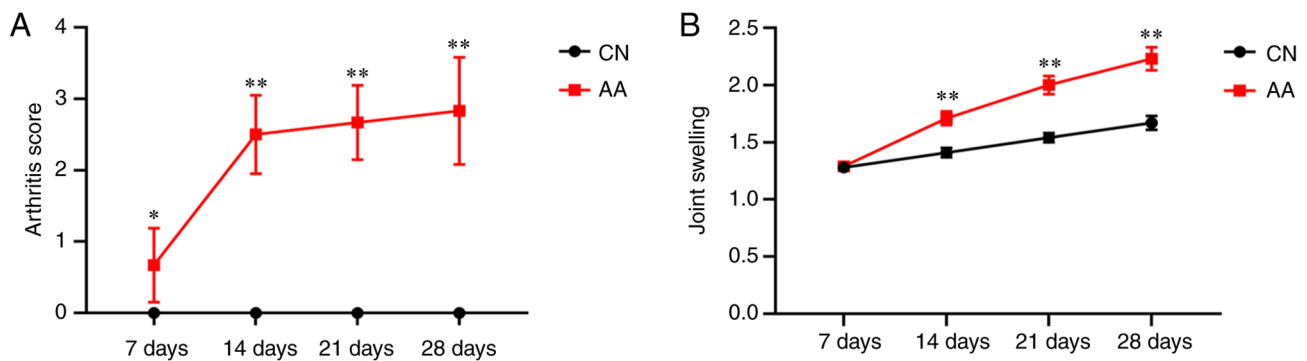 A
4
3
2
1
0
Arthritis score
*
**
**
**
7 days
14 days
21 days
28 days
CN
AA
B
2.5
2.0
1.5
1.0
0.5
0.0
Joint swelling
**
**
**
7 days
14 days
21 days
28 days
CN
AA